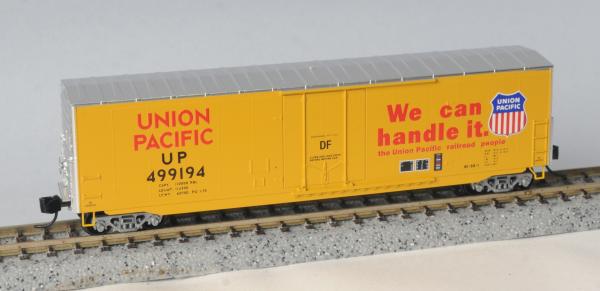 UNION
PACIFIC
UP
499194
DF
We can
handle it.
the Union Pacific railroad people
UNION
PACIFIC